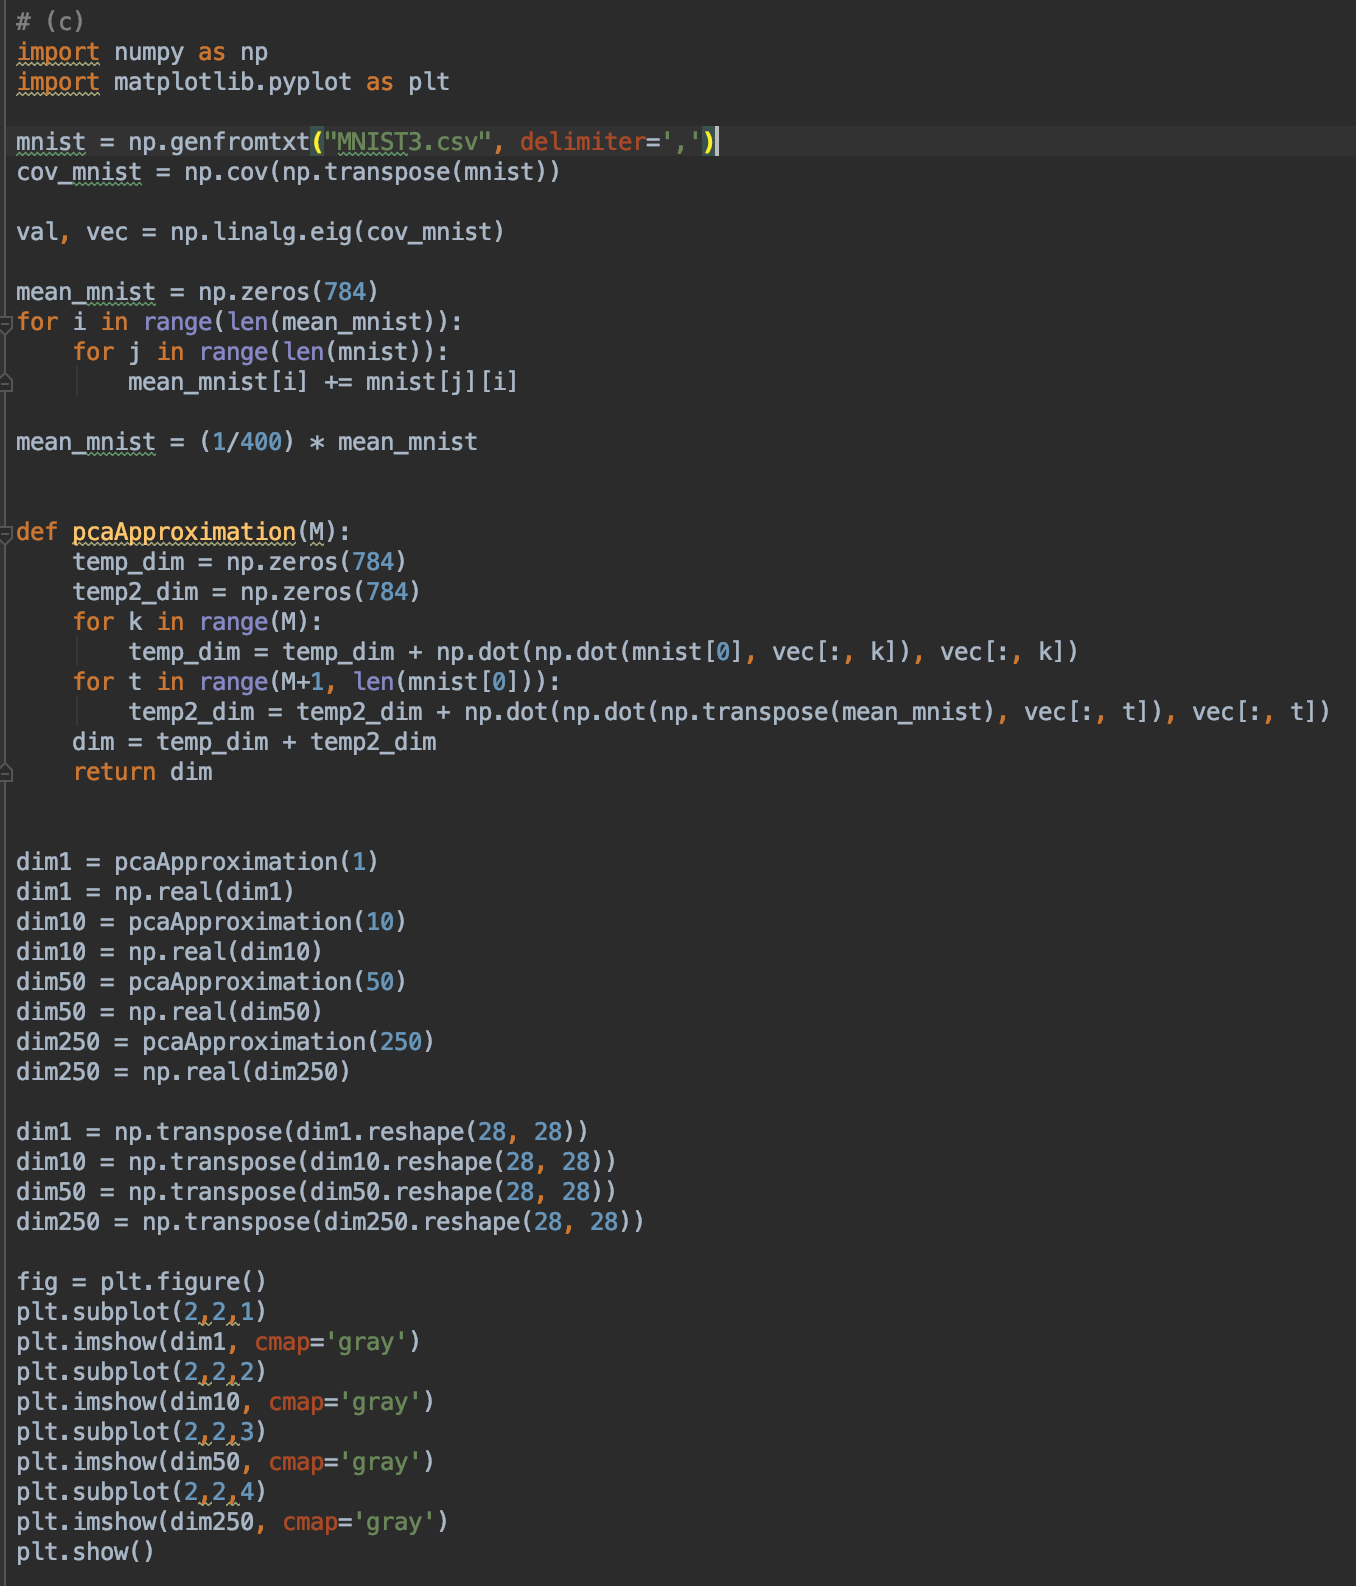 # (c)
import numpy as np
import matplotlib.pyplot as plt

mnist = np.genfromtxt("MNIST3.csv", delimiter=',')
cov_mnist = np.cov(np.transpose(mnist))

val, vec = np.linalg.eig(cov_mnist)

mean_mnist = np.zeros(784)
for i in range(len(mean_mnist)):
    for j in range(len(mnist)):
        mean_mnist[i] += mnist[j][i]

mean_mnist = (1/400) * mean_mnist


def pcaApproximation(M):
    temp_dim = np.zeros(784)
    temp2_dim = np.zeros(784)
    for k in range(M):
        temp_dim = temp_dim + np.dot(np.dot(mnist[0], vec[:, k]), vec[:, k])
    for t in range(M+1, len(mnist[0])):
        temp2_dim = temp2_dim + np.dot(np.dot(np.transpose(mean_mnist), vec[:, t]), vec[:, t])
    dim = temp_dim + temp2_dim
    return dim


dim1 = pcaApproximation(1)
dim1 = np.real(dim1)
dim10 = pcaApproximation(10)
dim10 = np.real(dim10)
dim50 = pcaApproximation(50)
dim50 = np.real(dim50)
dim250 = pcaApproximation(250)
dim250 = np.real(dim250)

dim1 = np.transpose(dim1.reshape(28, 28))
dim10 = np.transpose(dim10.reshape(28, 28))
dim50 = np.transpose(dim50.reshape(28, 28))
dim250 = np.transpose(dim250.reshape(28, 28))

fig = plt.figure()
plt.subplot(2,2,1)
plt.imshow(dim1, cmap='gray')
plt.subplot(2,2,2)
plt.imshow(dim10, cmap='gray')
plt.subplot(2,2,3)
plt.imshow(dim50, cmap='gray')
plt.subplot(2,2,4)
plt.imshow(dim250, cmap='gray')
plt.show()